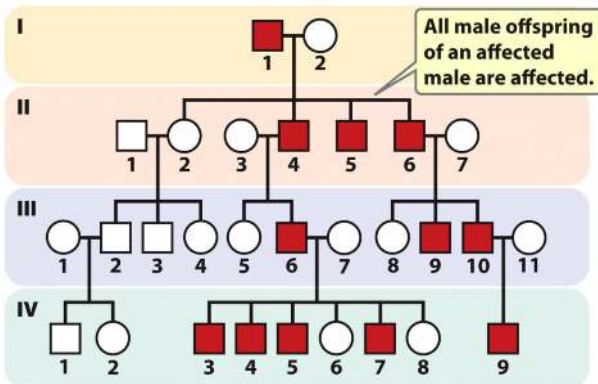 I
All male offspring
of an affected
male are affected.
1 2
II
1 2 3 4 5 6 7
III
1 2 3 4 5 6 7 8 9 10 11
IV
1 2 3 4 5 6 7 8 9